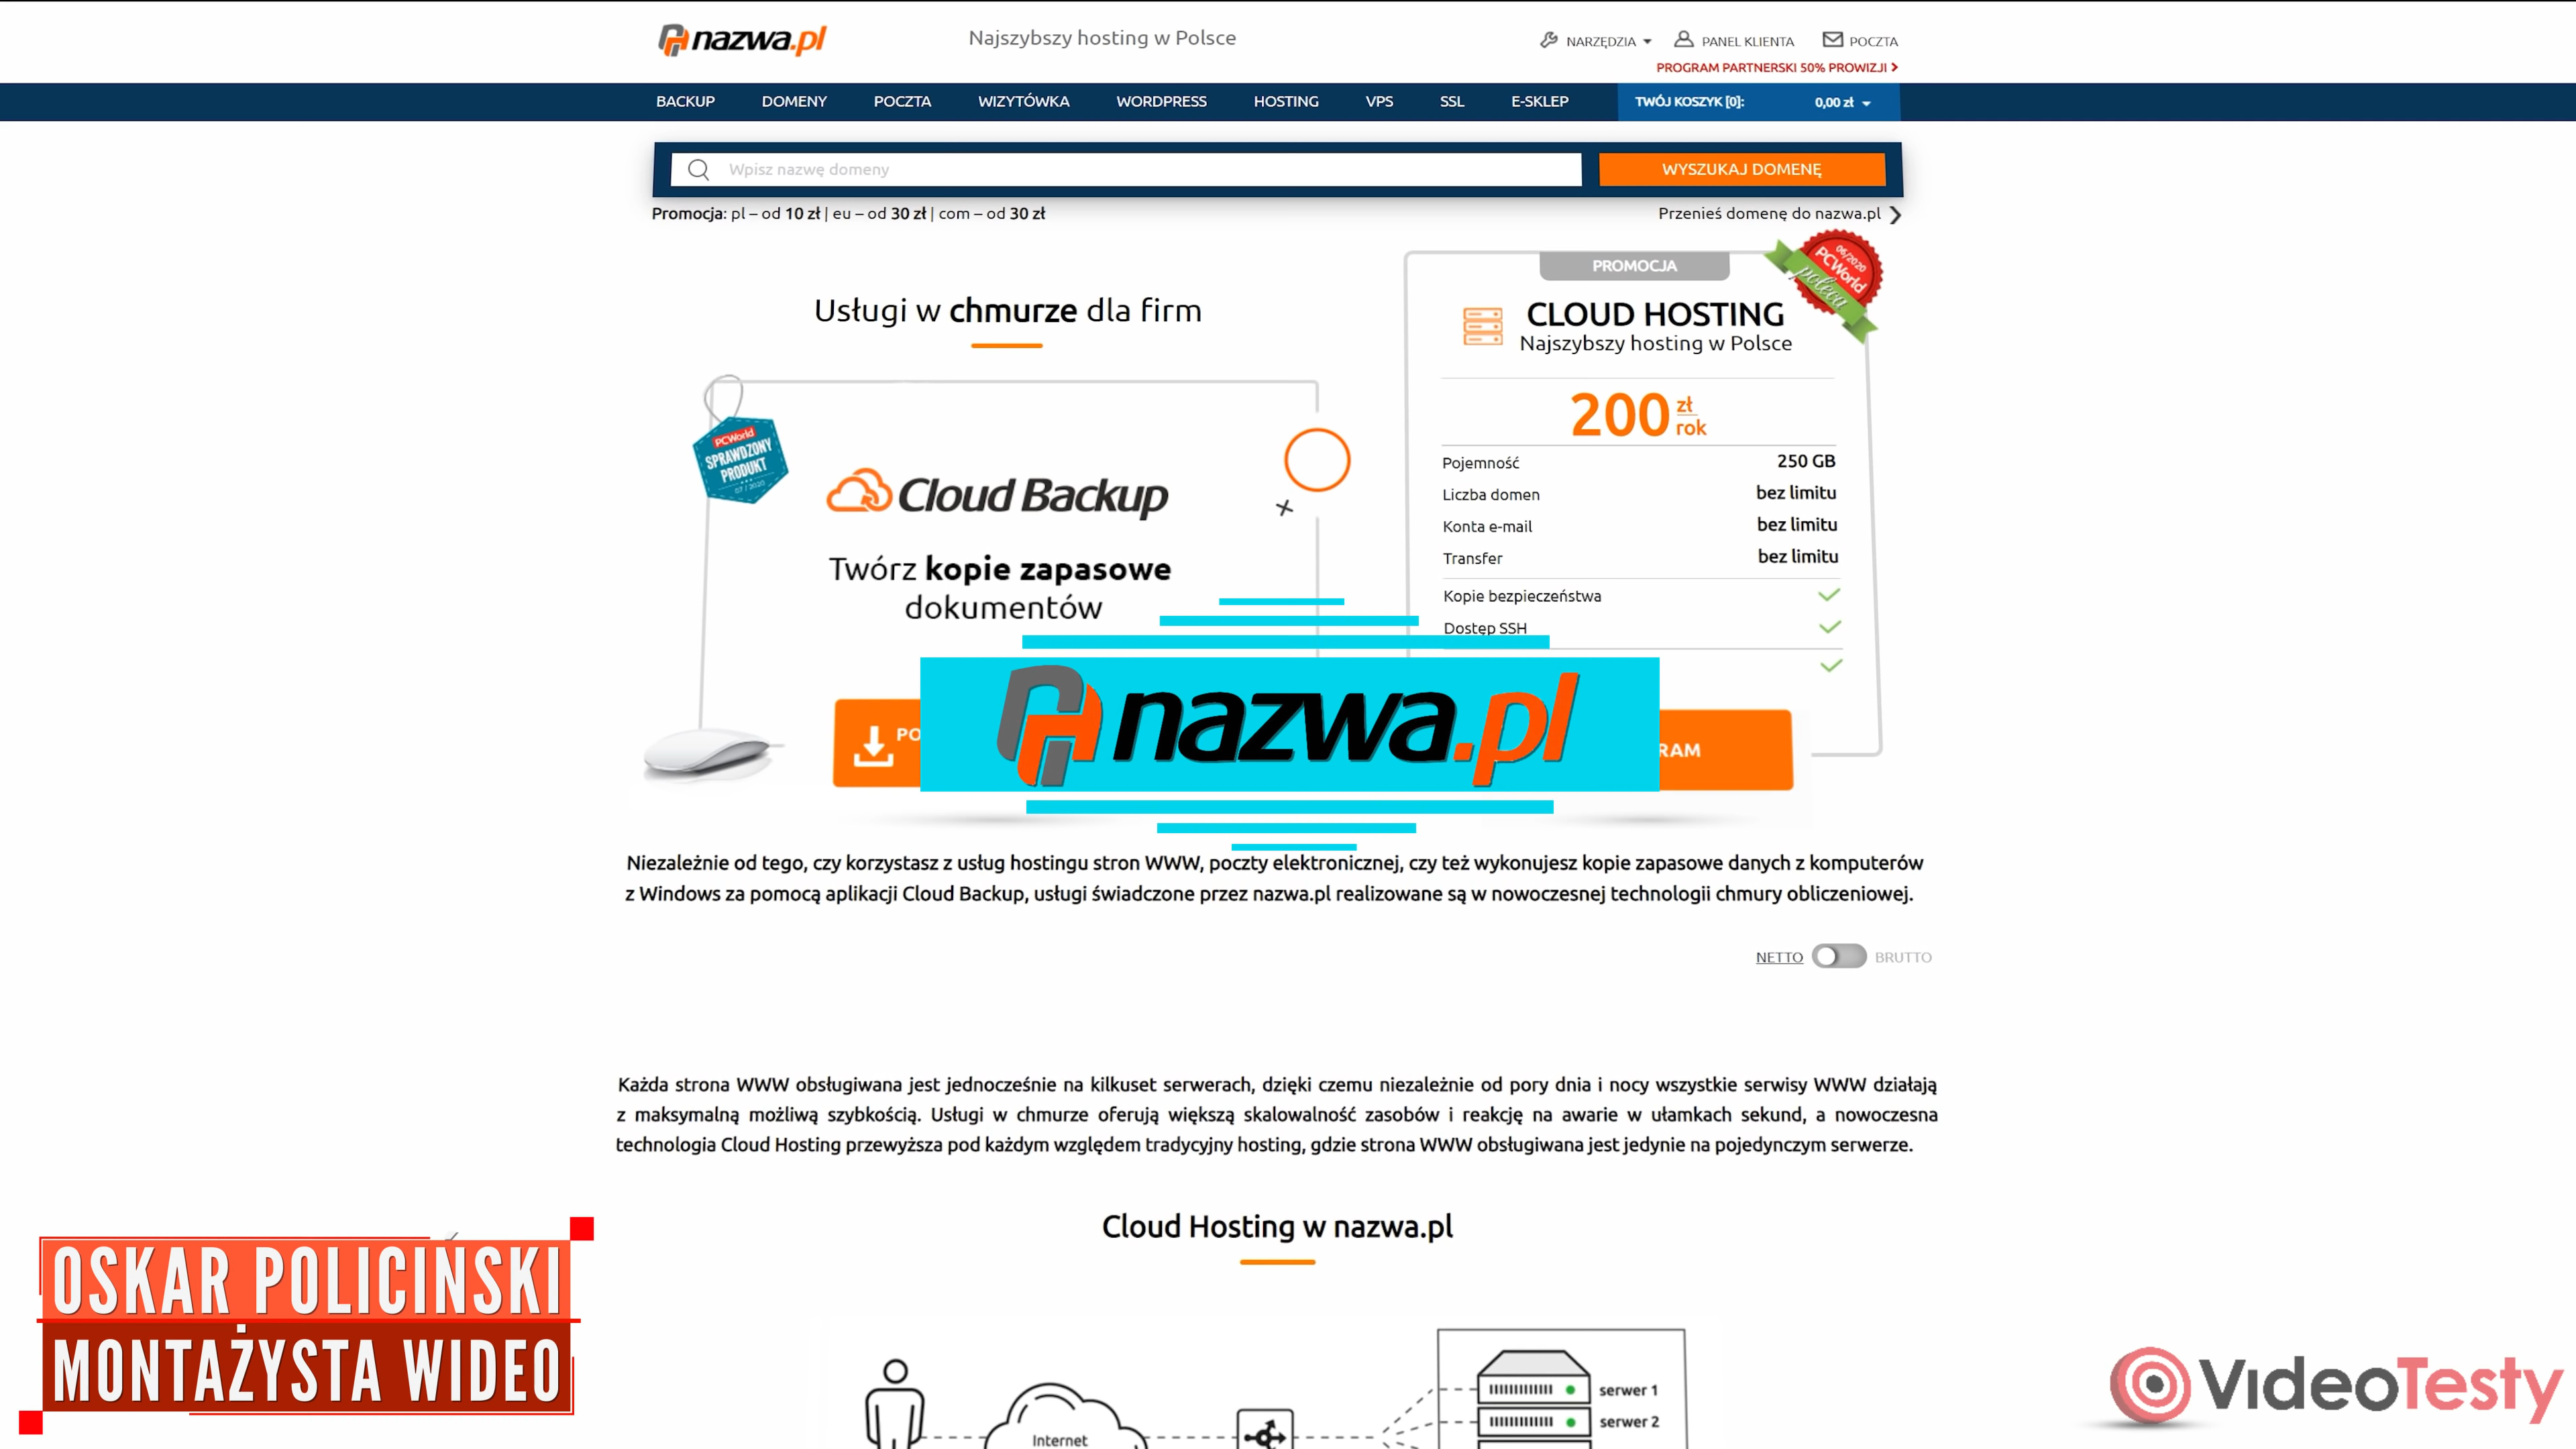 nazwa.pl
Najszybszy hosting w Polsce
NARZĘDZIA
PANEL KLIENTA
POCZTA
PROGRAM PARTNERSKI 50% PROWIZJI
BACKUP DOMENY POCZTA WIZYTÓWKA WORDPRESS HOSTING VPS SSL E-SKLEP
TWÓJ KOSZYK [0]: 0,00 zł
Wpisz nazwę domeny
WYSZUKAJ DOMENĘ
Promocja: pl – od 10 zł | eu – od 30 zł | com – od 30 zł
Przenieś domenę do nazwa.pl
Usługi w chmurze dla firm
PCWorld
SPRAWDZONY
PRODUKT
07 / 2020
Cloud Backup
Twórz kopie zapasowe
dokumentów
PO
RAM
PROMOCJA
06/2020
PCWorld
poleca
CLOUD HOSTING
Najszybszy hosting w Polsce
200 zł
rok
Pojemność 250 GB
Liczba domen bez limitu
Konta e-mail bez limitu
Transfer bez limitu
Kopie bezpieczeństwa
Dostęp SSH
nazwa.pl
Niezależnie od tego, czy korzystasz z usług hostingu stron WWW, poczty elektronicznej, czy też wykonujesz kopie zapasowe danych z komputerów
z Windows za pomocą aplikacji Cloud Backup, usługi świadczone przez nazwa.pl realizowane są w nowoczesnej technologii chmury obliczeniowej.
NETTO BRUTTO
Każda strona WWW obsługiwana jest jednocześnie na kilkuset serwerach, dzięki czemu niezależnie od pory dnia i nocy wszystkie serwisy WWW działają
z maksymalną możliwą szybkością. Usługi w chmurze oferują większą skalowalność zasobów i reakcję na awarie w ułamkach sekund, a nowoczesna
technologia Cloud Hosting przewyższa pod każdym względem tradycyjny hosting, gdzie strona WWW obsługiwana jest jedynie na pojedynczym serwerze.
Cloud Hosting w nazwa.pl
serwer 1
serwer 2
Internet
OSKAR POLICIŃSKI
MONTAŻYSTA WIDEO
VideoTesty